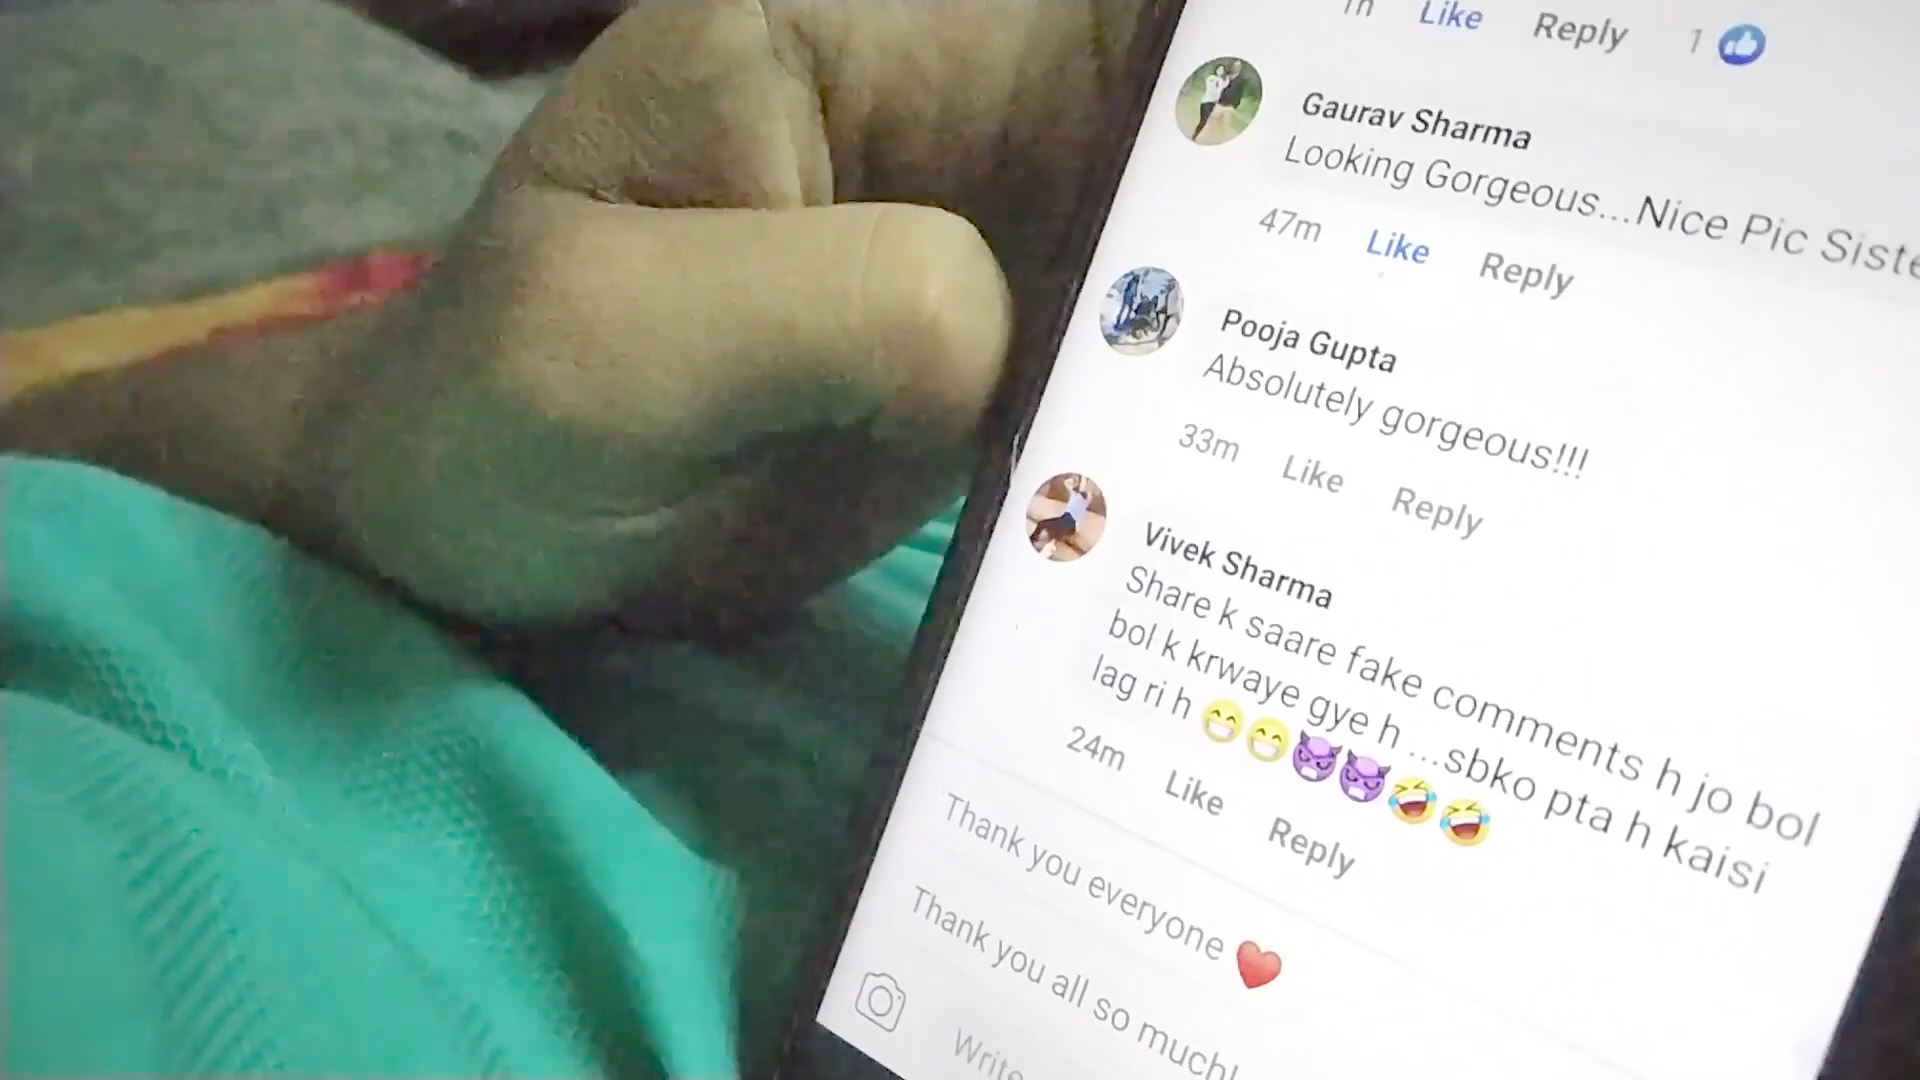 1h Like Reply 1
Gaurav Sharma
Looking Gorgeous...Nice Pic
47m Like Reply
Pooja Gupta
Absolutely gorgeous!!!
33m Like Reply
Vivek Sharma
Share k saare fake comments h jo bol
bol k krwaye gye h ...sbko pta h kaisi
lag ri h 😁😁👿👿🤣🤣
24m Like Reply
Thank you everyone ❤️
Thank you all so much!